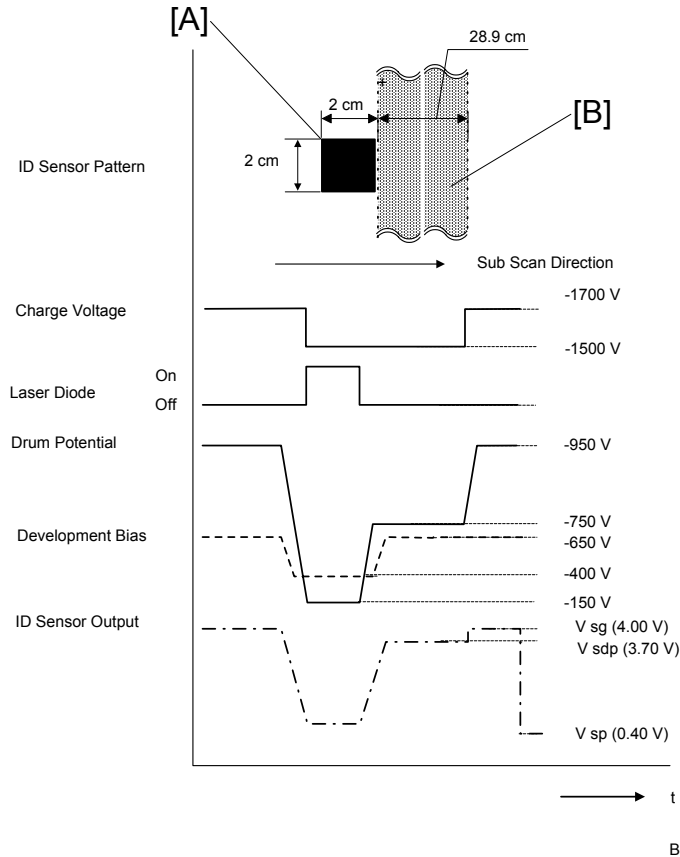 [A]
28.9 cm
2 cm
[B]
2 cm
ID Sensor Pattern
Sub Scan Direction
-1700 V
Charge Voltage
-1500 V
On
Laser Diode
Off
Drum Potential
-950 V
-750 V
Development Bias
-650 V
-400 V
-150 V
ID Sensor Output
V sg (4.00 V)
V sdp (3.70 V)
V sp (0.40 V)
t
B